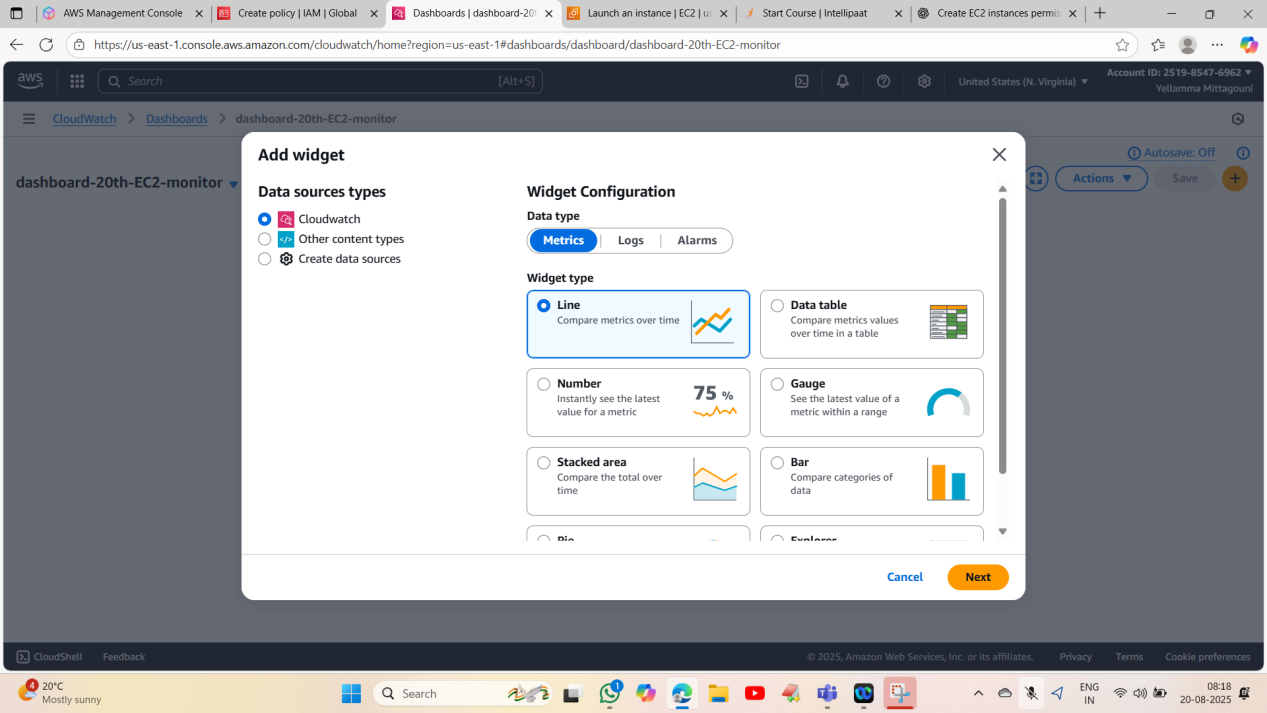 AWS Management Console
Create policy | IAM | Global
Dashboards | dashboard-20t
Launch an instance | EC2 | us
Start Course | Intellipaat
Create EC2 instances permis
https://us-east-1.console.aws.amazon.com/cloudwatch/home?region=us-east-1#dashboards/dashboard/dashboard-20th-EC2-monitor
aws
Search
[Alt+S]
United States (N. Virginia)
Account ID: 2519-8547-6962
Yellamma Mittagouni
CloudWatch
Dashboards
dashboard-20th-EC2-monitor
Autosave: Off
dashboard-20th-EC2-monitor
Actions
Save
Add widget
Data sources types
Cloudwatch
Other content types
Create data sources
Widget Configuration
Data type
Metrics
Logs
Alarms
Widget type
Line
Compare metrics over time
Data table
Compare metrics values
over time in a table
Number
Instantly see the latest
value for a metric
75 %
Gauge
See the latest value of a
metric within a range
Stacked area
Compare the total over
time
Bar
Compare categories of
data
Pie
Explorer
Cancel
Next
CloudShell
Feedback
© 2025, Amazon Web Services, Inc. or its affiliates.
Privacy
Terms
Cookie preferences
4
20°C
Mostly sunny
Search
1
ENG
IN
08:18
20-08-2025